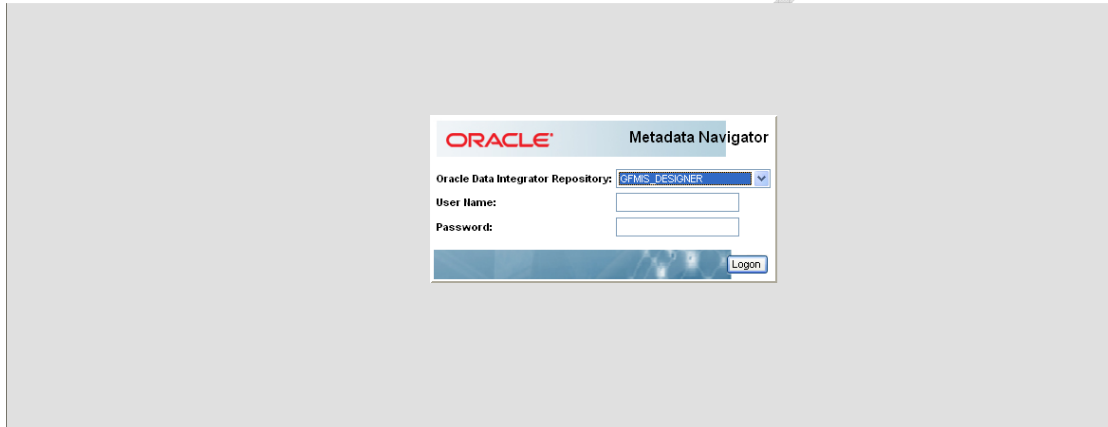 ORACLE Metadata Navigator
Oracle Data Integrator Repository: GFMIS_DESIGNER
User Name:
Password:
Logon